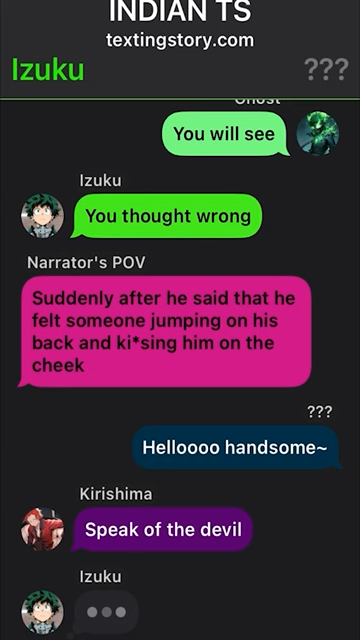 INDIAN TS
textingstory.com
Izuku
???
Ghost
You will see
Izuku
You thought wrong
Narrator's POV
Suddenly after he said that he
felt someone jumping on his
back and ki*sing him on the
cheek
???
Helloooo handsome~
Kirishima
Speak of the devil
Izuku